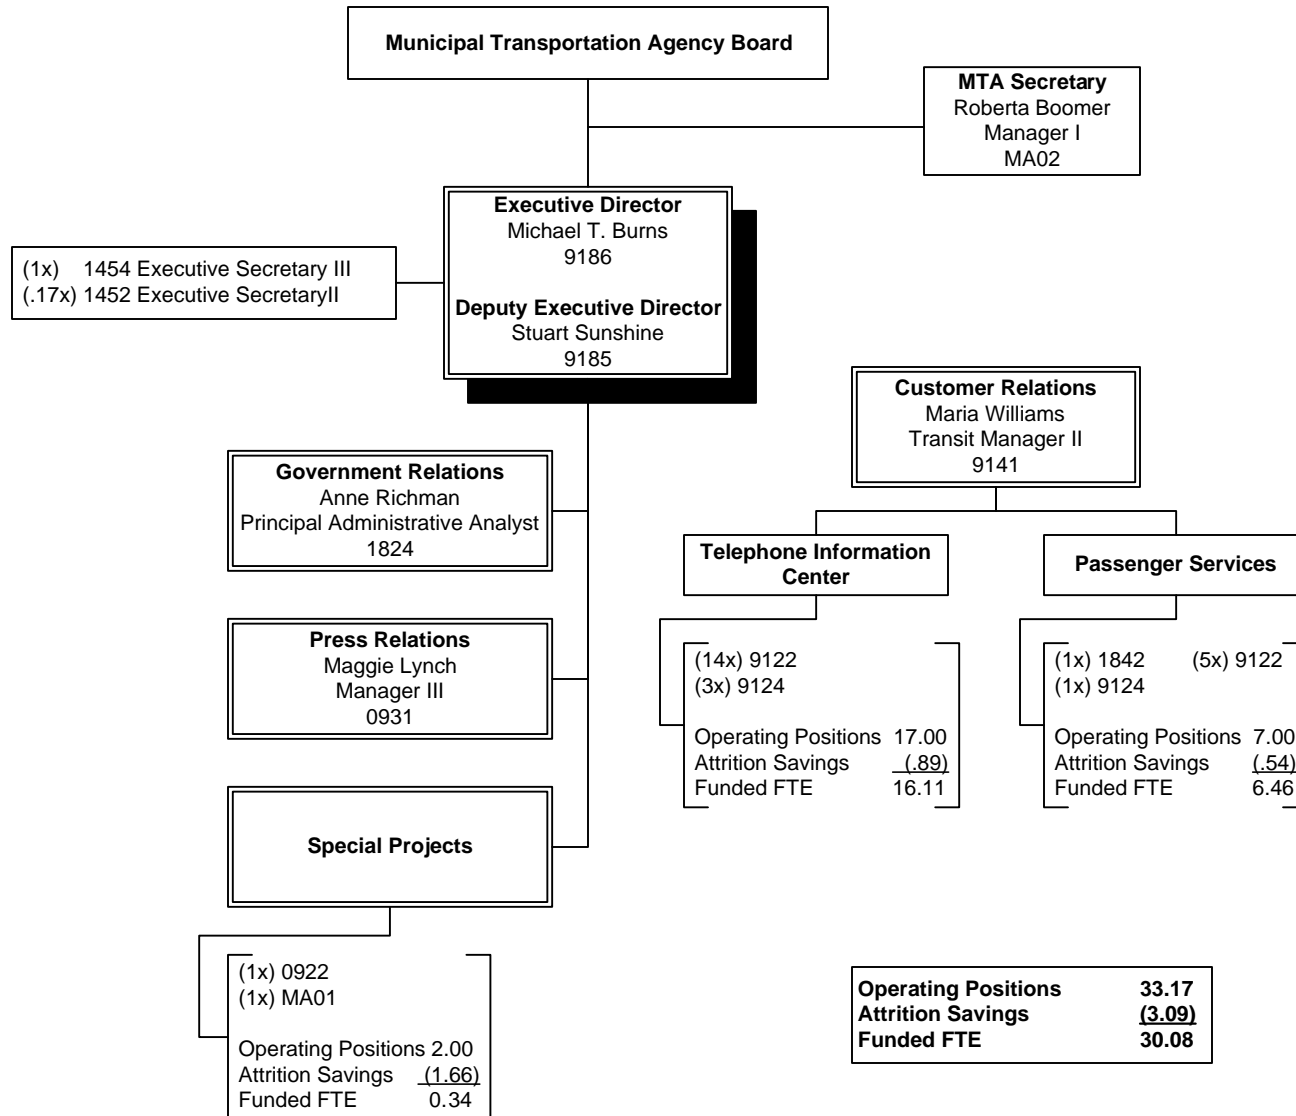 Municipal Transportation Agency Board
MTA Secretary
Roberta Boomer
Manager I
MA02
Executive Director
Michael T. Burns
9186
Deputy Executive Director
Stuart Sunshine
9185
(1x) 1454 Executive Secretary III
(.17x) 1452 Executive SecretaryII
Customer Relations
Maria Williams
Transit Manager II
9141
Government Relations
Anne Richman
Principal Administrative Analyst
1824
Telephone Information
Center
Passenger Services
Press Relations
Maggie Lynch
Manager III
0931
(14x) 9122
(3x) 9124
Operating Positions 17.00
Attrition Savings (.89)
Funded FTE 16.11
(1x) 1842 (5x) 9122
(1x) 9124
Operating Positions 7.00
Attrition Savings (.54)
Funded FTE 6.46
Special Projects
(1x) 0922
(1x) MA01
Operating Positions 2.00
Attrition Savings (1.66)
Funded FTE 0.34
Operating Positions 33.17
Attrition Savings (3.09)
Funded FTE 30.08